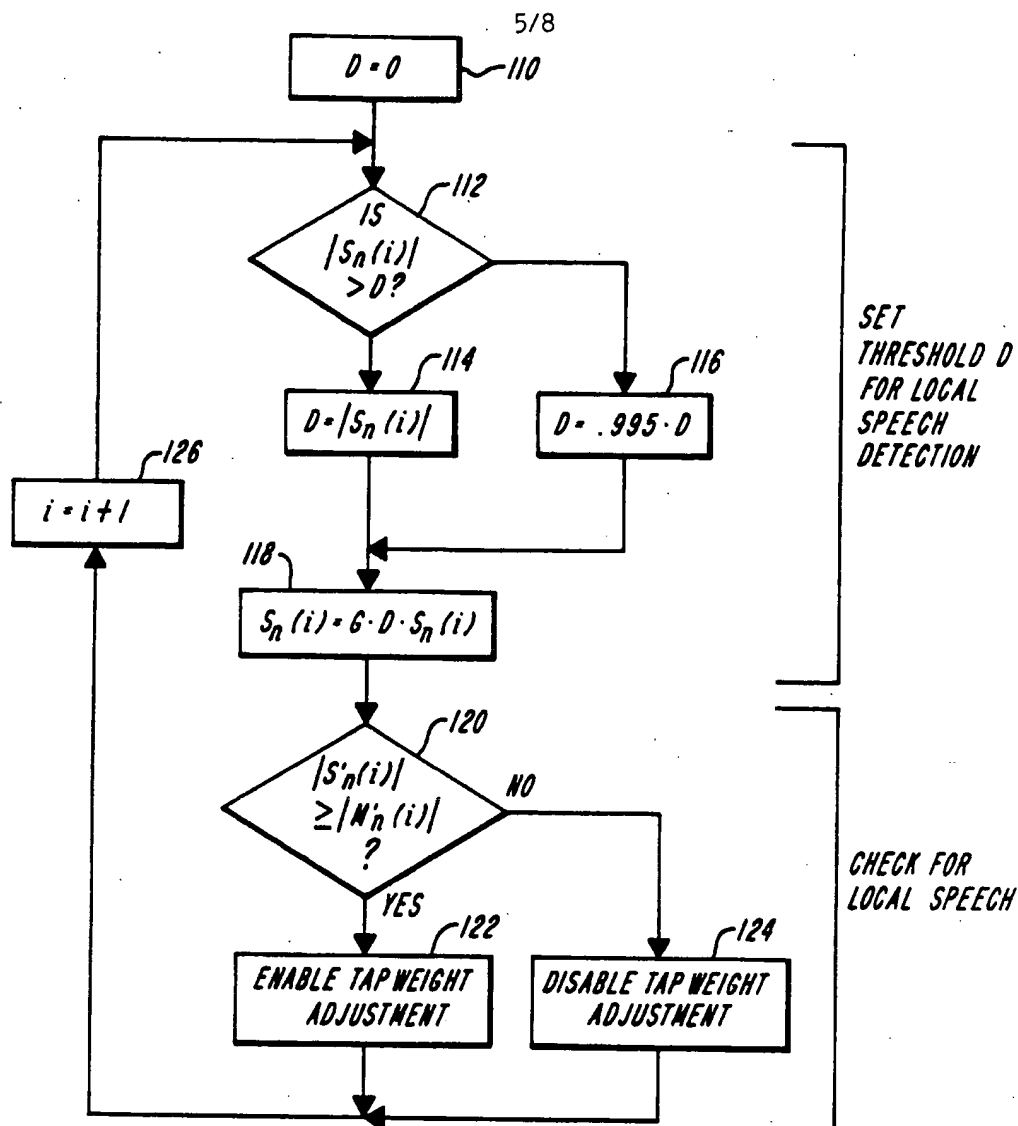 5/8
D = 0
110
112
IS
|Sn(i)|
> D?
114
D = |Sn(i)|
116
D = .995 · D
SET
THRESHOLD D
FOR LOCAL
SPEECH
DETECTION
126
i = i + 1
118
Sn(i) = G · D · Sn(i)
120
|S'n(i)|
≥ |M'n(i)|
?
NO
YES
CHECK FOR
LOCAL SPEECH
122
ENABLE TAP WEIGHT
ADJUSTMENT
124
DISABLE TAP WEIGHT
ADJUSTMENT